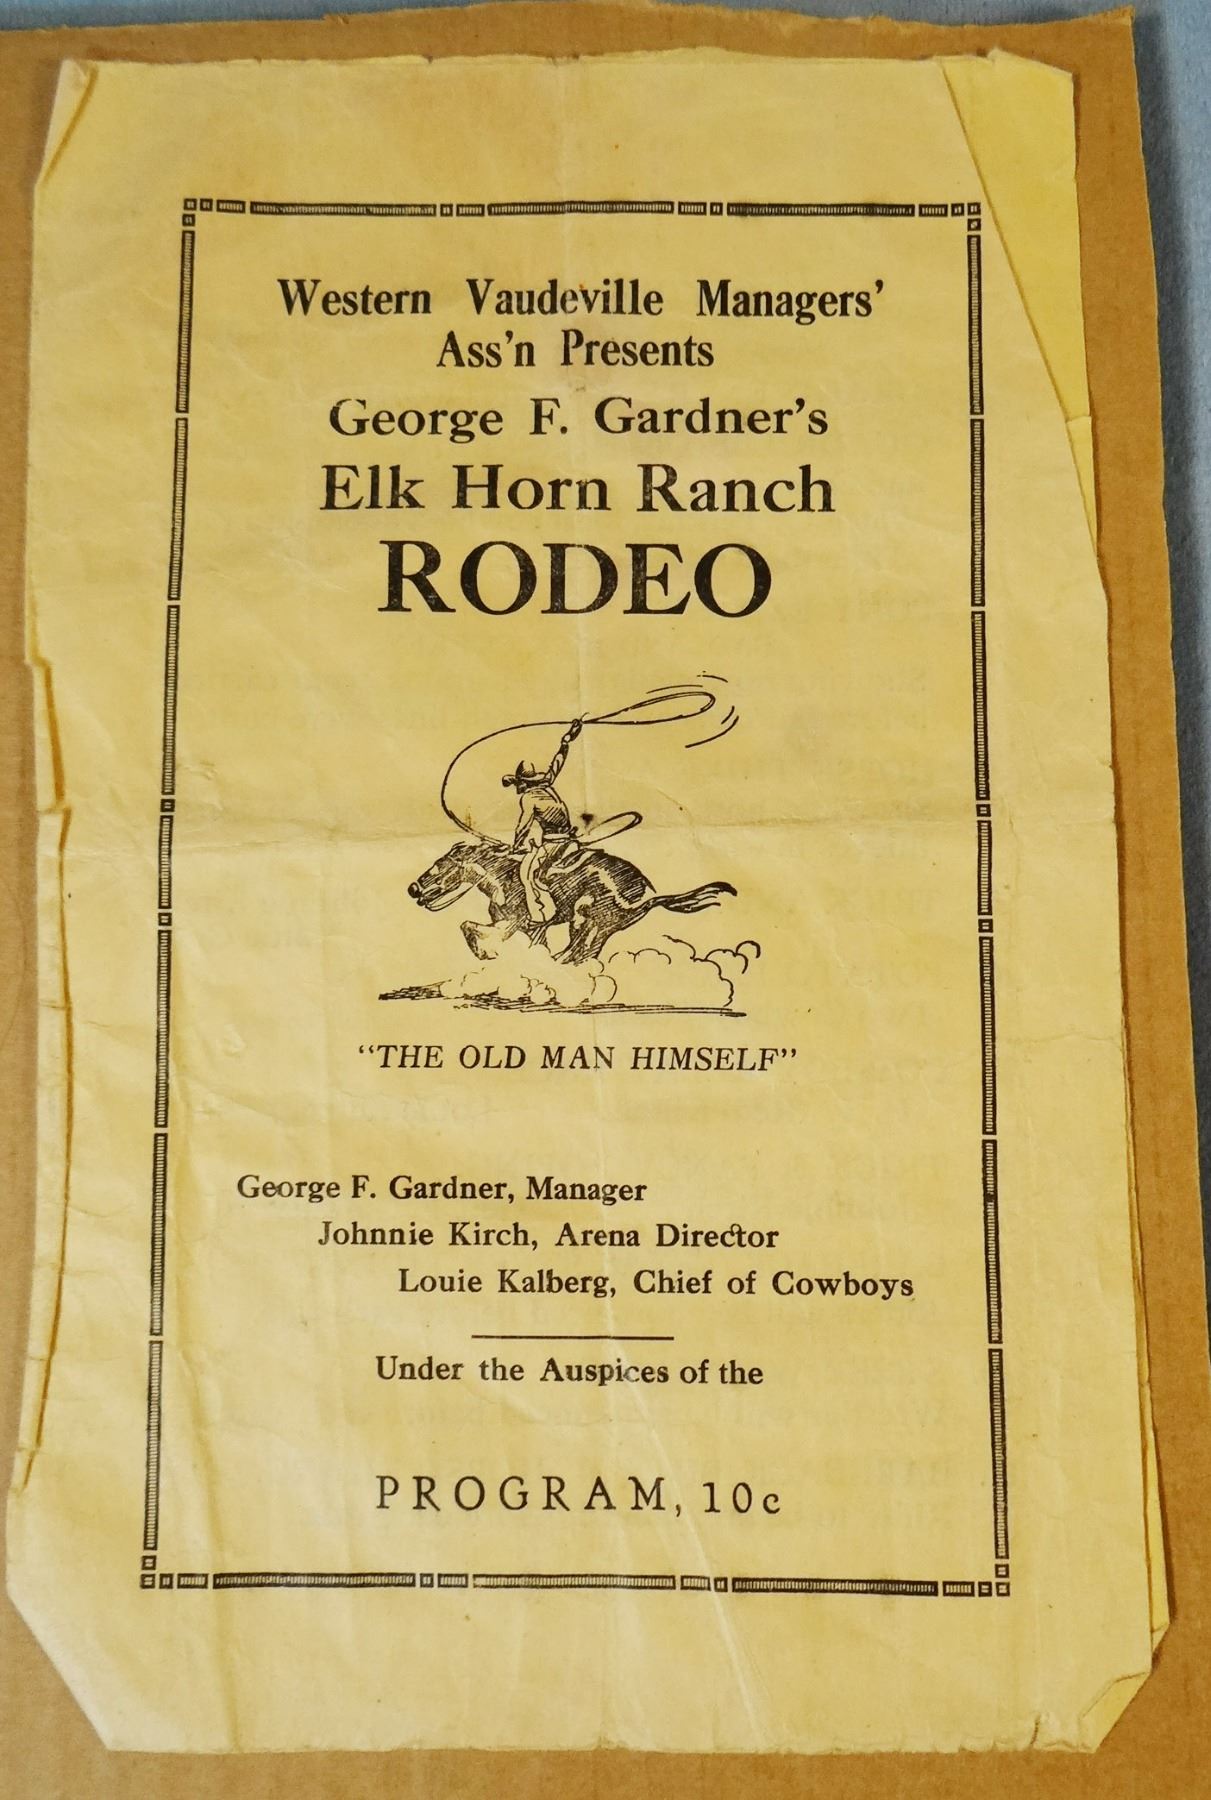 Western Vaudeville Managers'
Ass'n Presents
George F. Gardner's
Elk Horn Ranch
RODEO
"THE OLD MAN HIMSELF"
George F. Gardner, Manager
Johnnie Kirch, Arena Director
Louie Kalberg, Chief of Cowboys
Under the Auspices of the
PROGRAM, 10c